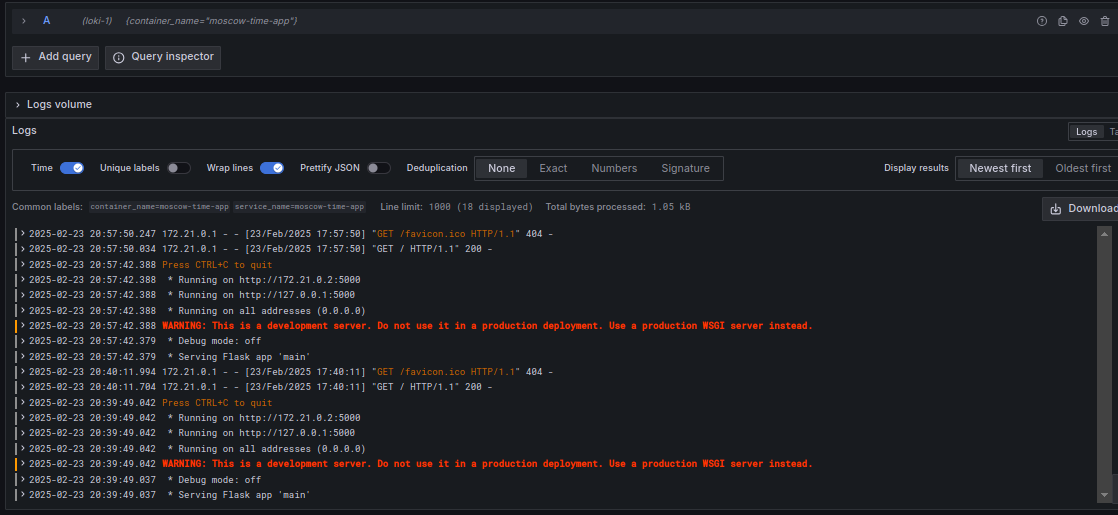 A (loki-1) {container_name="moscow-time-app"}
Add query Query inspector
Logs volume
Logs
Logs Ta
Time Unique labels Wrap lines Prettify JSON Deduplication None Exact Numbers Signature Display results Newest first Oldest first
Common labels: container_name=moscow-time-app service_name=moscow-time-app Line limit: 1000 (18 displayed) Total bytes processed: 1.05 kB Download
2025-02-23 20:57:50.247 172.21.0.1 - - [23/Feb/2025 17:57:50] "GET /favicon.ico HTTP/1.1" 404 -
2025-02-23 20:57:50.034 172.21.0.1 - - [23/Feb/2025 17:57:50] "GET / HTTP/1.1" 200 -
2025-02-23 20:57:42.388 Press CTRL+C to quit
2025-02-23 20:57:42.388 * Running on http://172.21.0.2:5000
2025-02-23 20:57:42.388 * Running on http://127.0.0.1:5000
2025-02-23 20:57:42.388 * Running on all addresses (0.0.0.0)
2025-02-23 20:57:42.388 WARNING: This is a development server. Do not use it in a production deployment. Use a production WSGI server instead.
2025-02-23 20:57:42.379 * Debug mode: off
2025-02-23 20:57:42.379 * Serving Flask app 'main'
2025-02-23 20:40:11.994 172.21.0.1 - - [23/Feb/2025 17:40:11] "GET /favicon.ico HTTP/1.1" 404 -
2025-02-23 20:40:11.704 172.21.0.1 - - [23/Feb/2025 17:40:11] "GET / HTTP/1.1" 200 -
2025-02-23 20:39:49.042 Press CTRL+C to quit
2025-02-23 20:39:49.042 * Running on http://172.21.0.2:5000
2025-02-23 20:39:49.042 * Running on http://127.0.0.1:5000
2025-02-23 20:39:49.042 * Running on all addresses (0.0.0.0)
2025-02-23 20:39:49.042 WARNING: This is a development server. Do not use it in a production deployment. Use a production WSGI server instead.
2025-02-23 20:39:49.037 * Debug mode: off
2025-02-23 20:39:49.037 * Serving Flask app 'main'